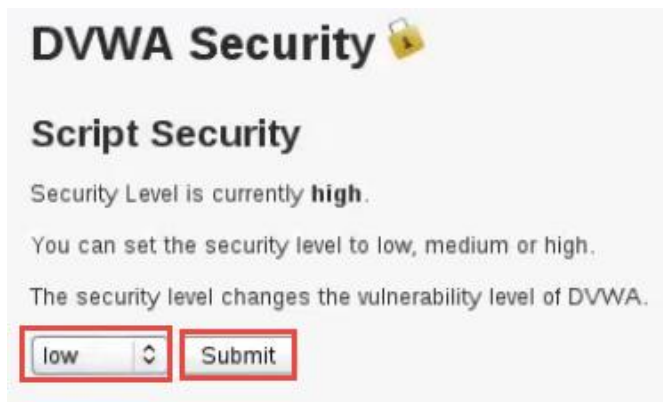 DVWA Security
Script Security
Security Level is currently high.
You can set the security level to low, medium or high.
The security level changes the vulnerability level of DVWA.
low Submit